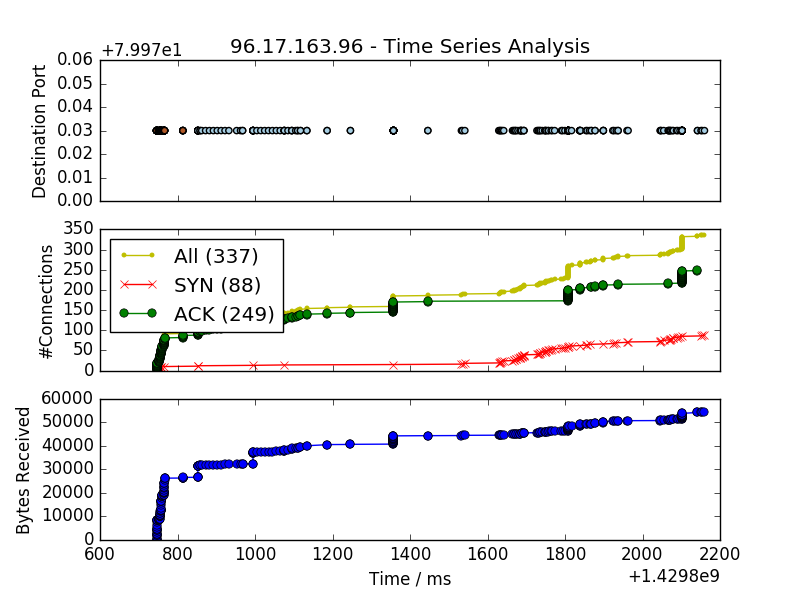 +7.997e1
96.17.163.96 - Time Series Analysis
0.06
0.05
0.04
0.03
0.02
0.01
0.00
Destination Port
350
300
250
200
150
100
50
0
#Connections
All (337)
SYN (88)
ACK (249)
60000
50000
40000
30000
20000
10000
0
Bytes Received
600 800 1000 1200 1400 1600 1800 2000 2200
Time / ms
+1.4298e9